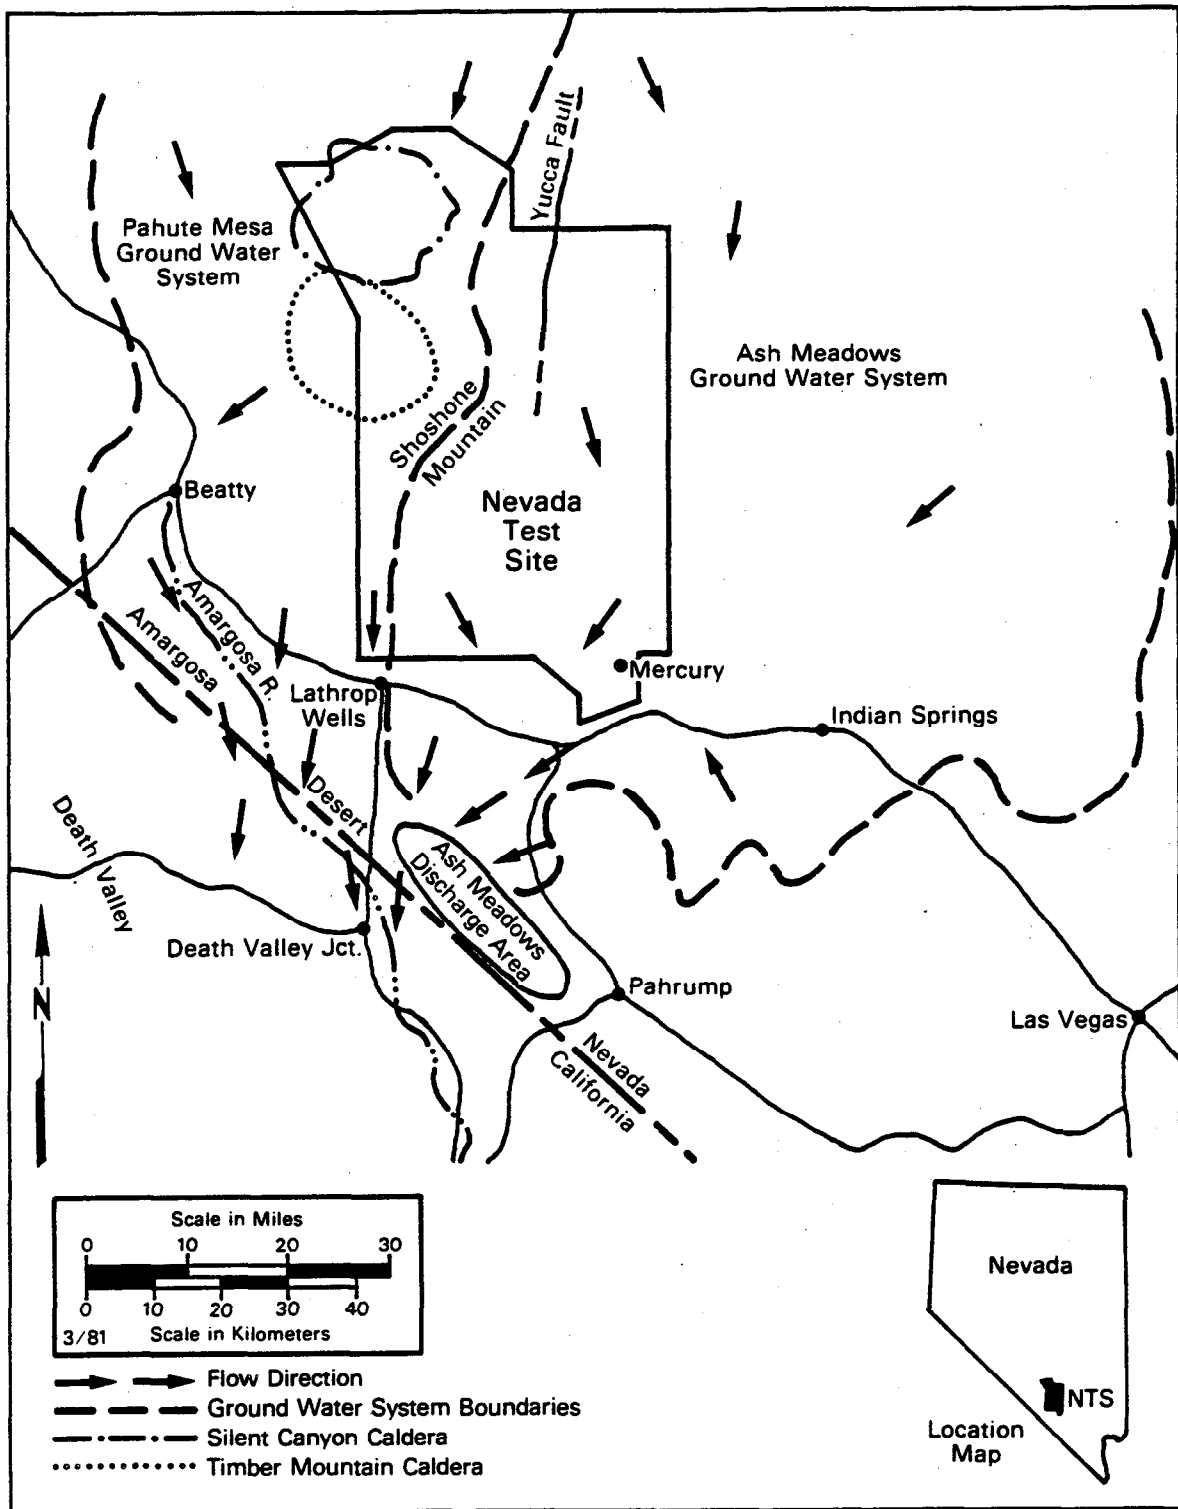 Yucca Fault
Pahute Mesa
Ground Water
System
Ash Meadows
Ground Water System
Shoshone
Mountain
Beatty
Nevada
Test
Site
Amargosa R.
Amargosa
Desert
Mercury
Lathrop
Wells
Indian Springs
Death Valley
Ash Meadows
Discharge Area
Death Valley Jct.
Pahrump
N
Las Vegas
Nevada
California
Scale in Miles
0 10 20 30
0 10 20 30 40
3/81 Scale in Kilometers
Flow Direction
Ground Water System Boundaries
Silent Canyon Caldera
Timber Mountain Caldera
Nevada
NTS
Location
Map